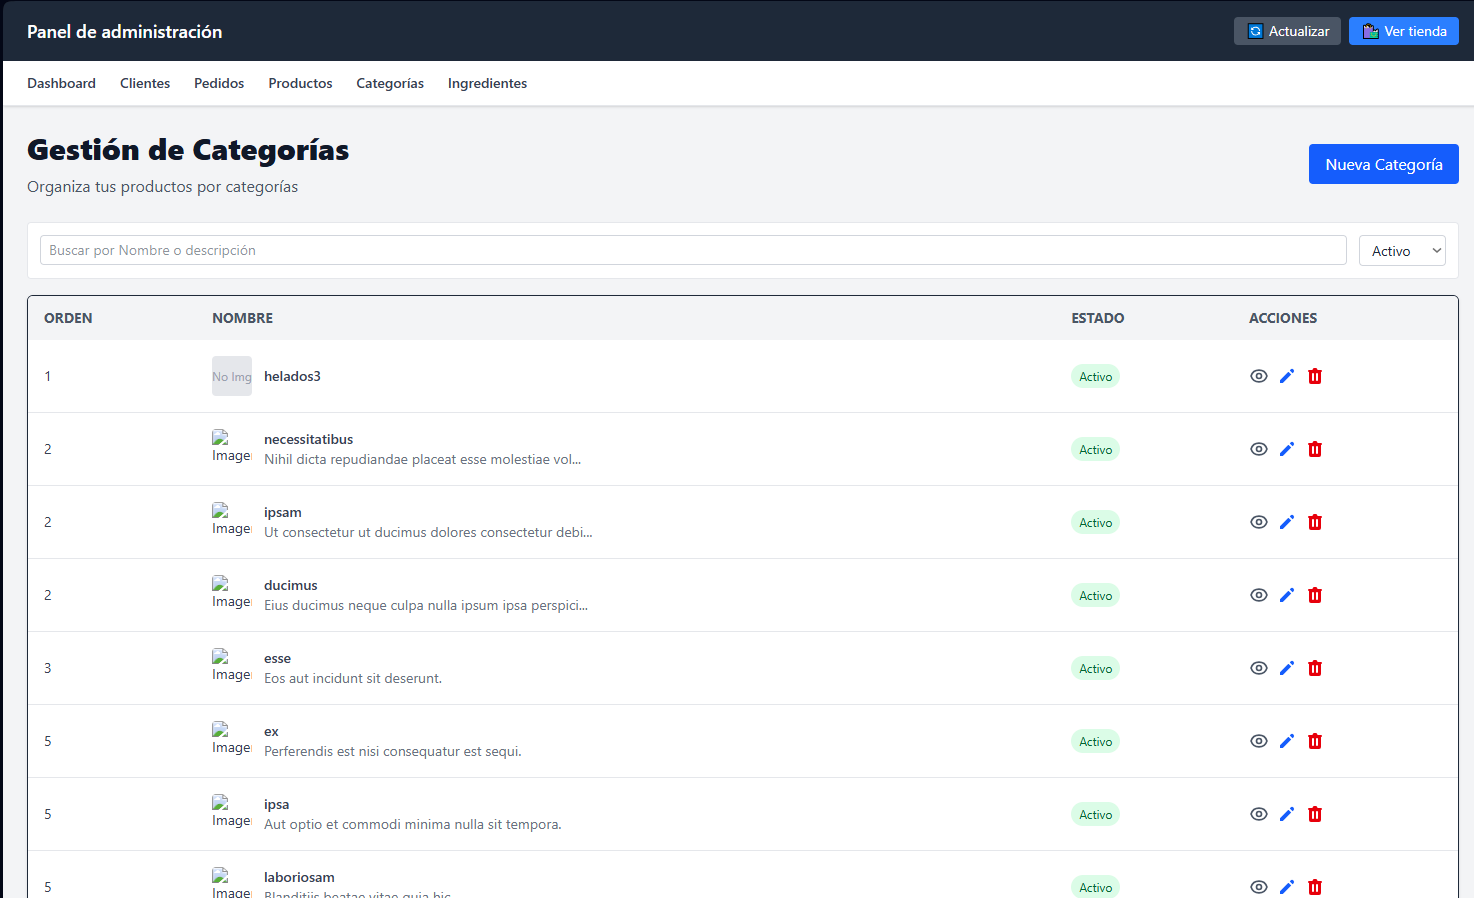 Panel de administración
Actualizar
Ver tienda
Dashboard Clientes Pedidos Productos Categorías Ingredientes
Gestión de Categorías
Organiza tus productos por categorías
Nueva Categoría
Buscar por Nombre o descripción
Activo
ORDEN NOMBRE ESTADO ACCIONES
1 No Img helados3 Activo
2 Image necessitatibus Activo
Nihil dicta repudiandae placeat esse molestiae vol...
2 Image ipsam Activo
Ut consectetur ut ducimus dolores consectetur debi...
2 Image ducimus Activo
Eius ducimus neque culpa nulla ipsum ipsa perspici...
3 Image esse Activo
Eos aut incidunt sit deserunt.
5 Image ex Activo
Perferendis est nisi consequatur est sequi.
5 Image ipsa Activo
Aut optio et commodi minima nulla sit tempora.
5 Image laboriosam Activo
Blanditiis beatae vitae quia hic